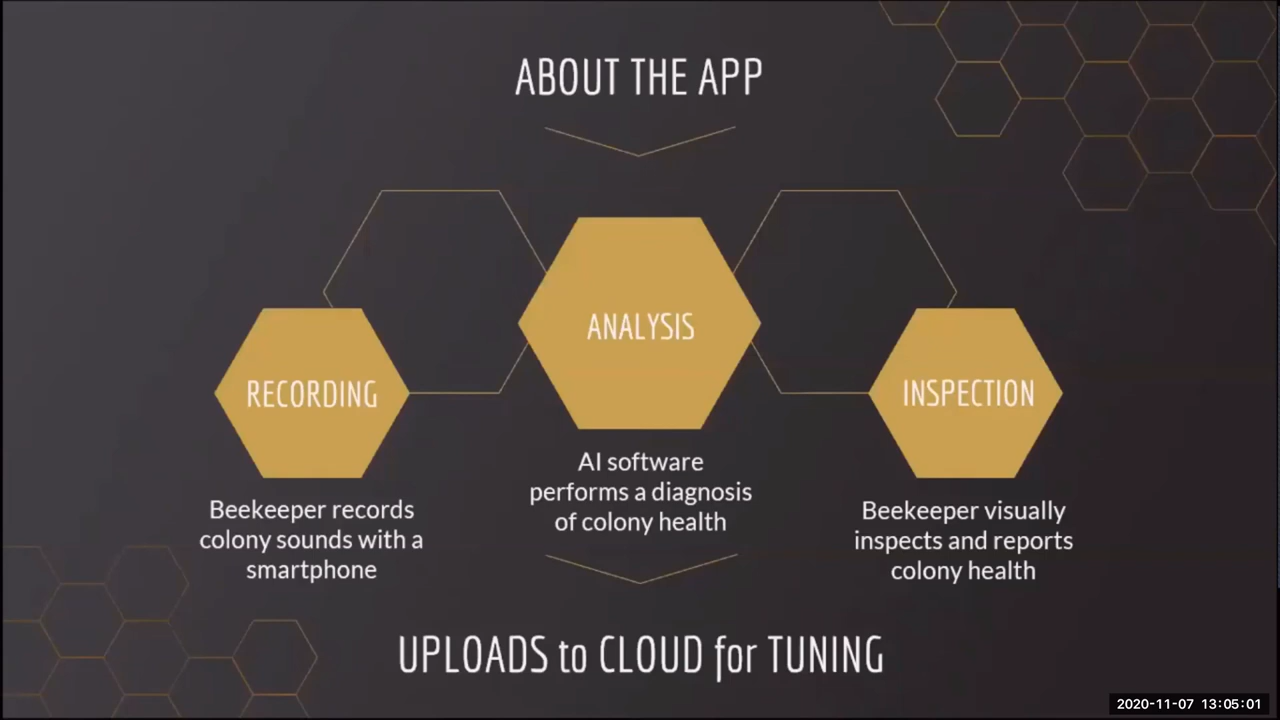 ABOUT THE APP
ANALYSIS
RECORDING
INSPECTION
AI software
performs a diagnosis
of colony health
Beekeeper records
colony sounds with a
smartphone
Beekeeper visually
inspects and reports
colony health
UPLOADS to CLOUD for TUNING
2020-11-07 13:05:01